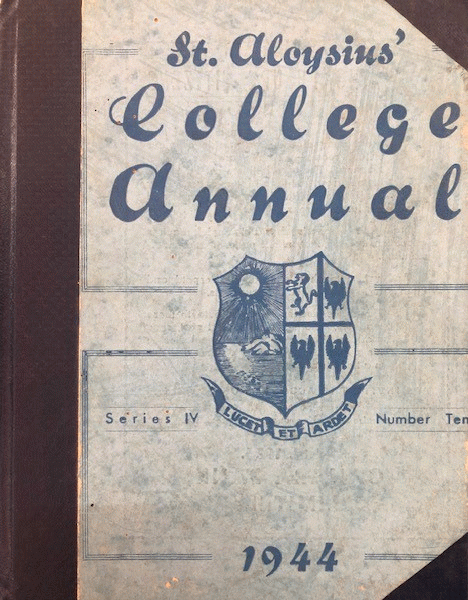 St. Aloysius'
College
Annual
Series IV
Number Ten
LUCET ET ARDET
1944